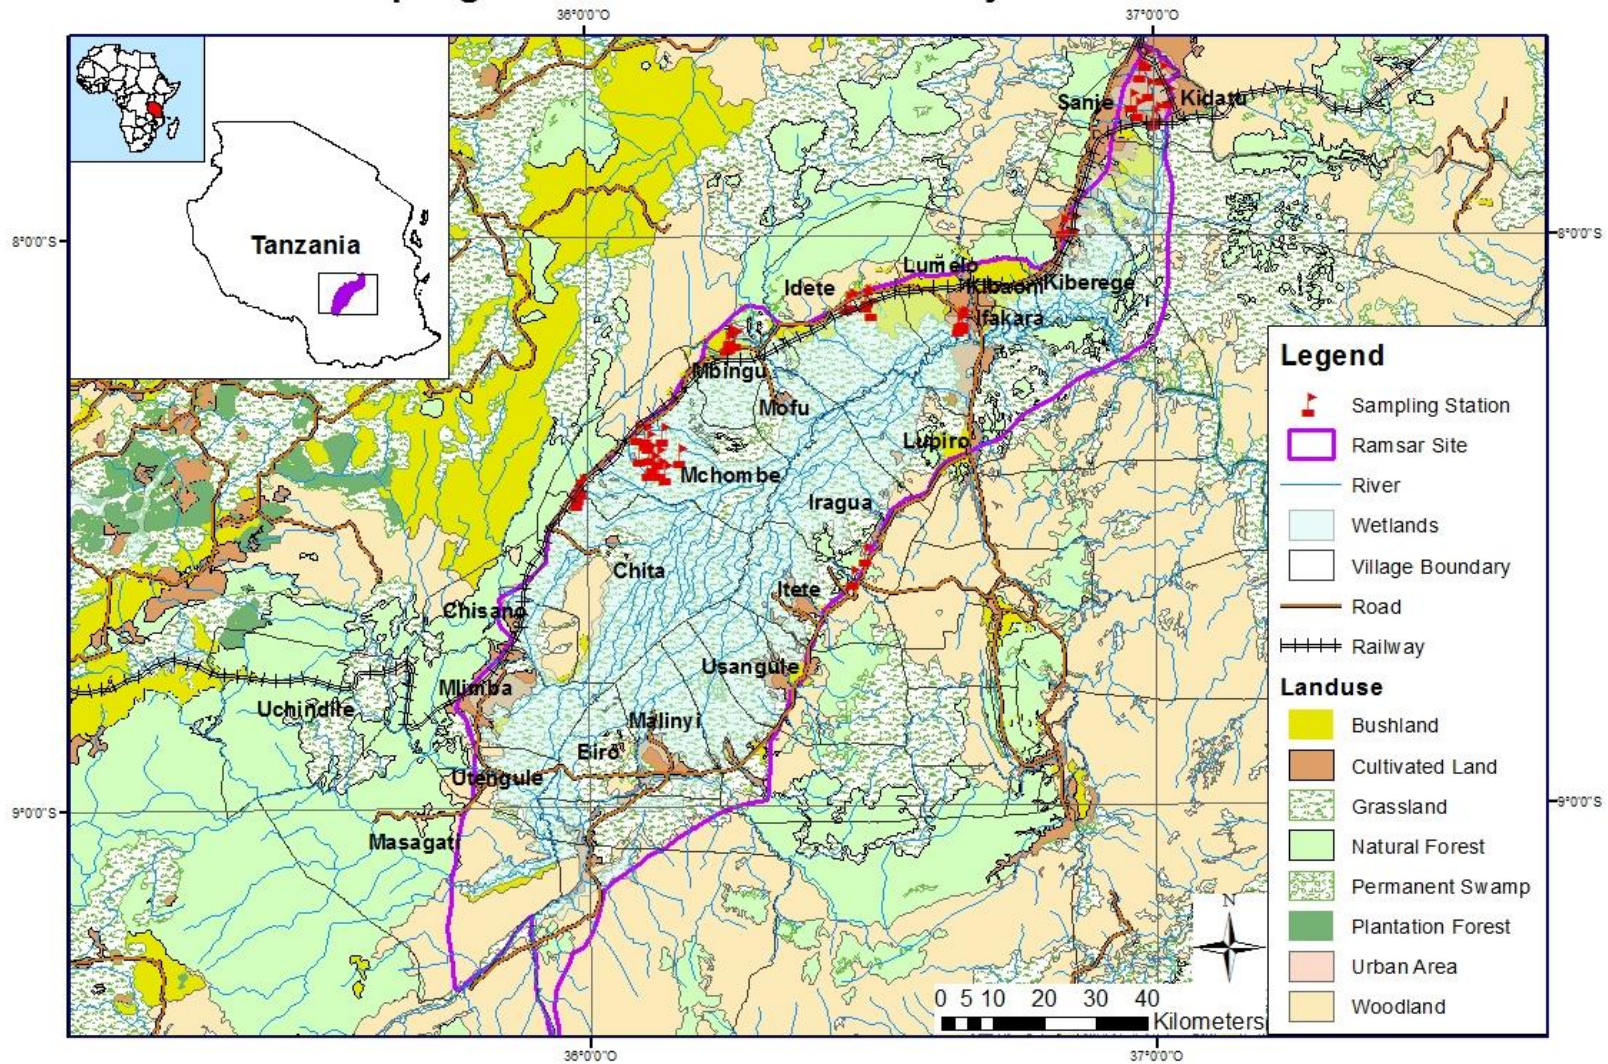 36°0'0"O
37°0'0"O
Sanje
Kidatu
Tanzania
8°0'0"S
8°0'0"S
Lumelo
Idete
Kibaoni
Kiberege
Ifakara
Mbingu
Mofu
Lupiro
Mchombe
Iragua
Chita
Itete
Chisano
Usangule
Mlimba
Uchindile
Malinyi
Eiro
Utengule
9°0'0"S
9°0'0"S
Masagati
Legend
Sampling Station
Ramsar Site
River
Wetlands
Village Boundary
Road
Railway
Landuse
Bushland
Cultivated Land
Grassland
Natural Forest
Permanent Swamp
Plantation Forest
Urban Area
Woodland
N
0 5 10 20 30 40
Kilometers
36°0'0"O
37°0'0"O